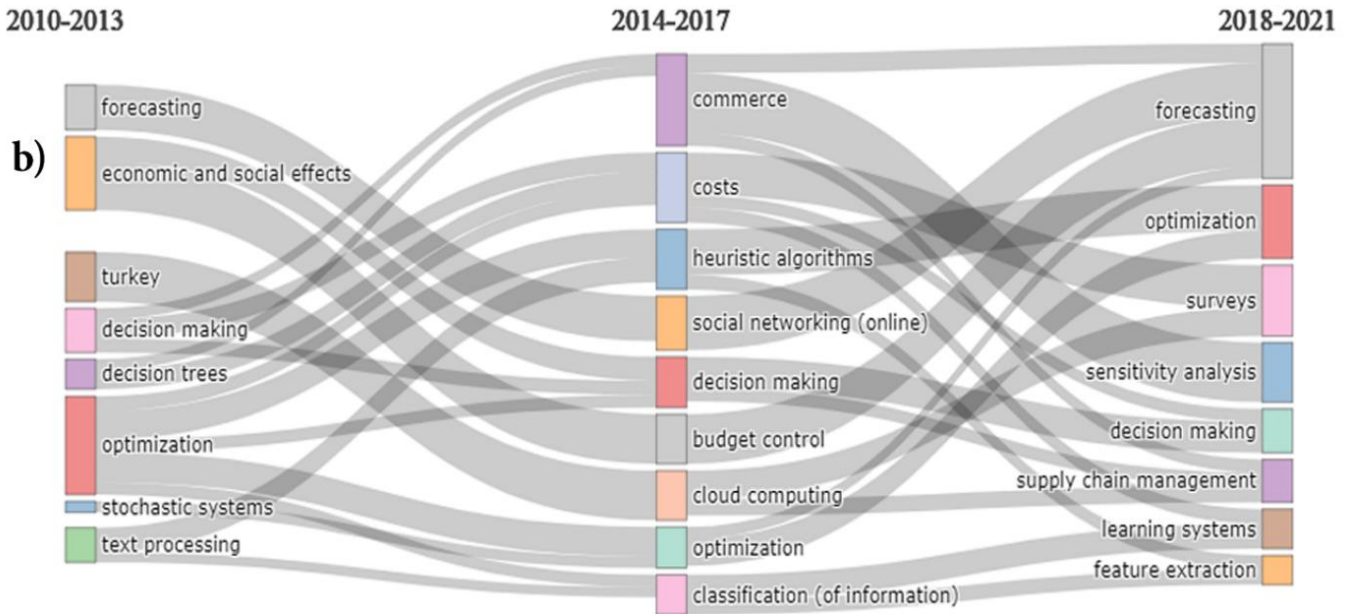 2010-2013
2014-2017
2018-2021
b)
forecasting
economic and social effects
turkey
decision making
decision trees
optimization
stochastic systems
text processing
commerce
costs
heuristic algorithms
social networking (online)
decision making
budget control
cloud computing
optimization
classification (of information)
forecasting
optimization
surveys
sensitivity analysis
decision making
supply chain management
learning systems
feature extraction